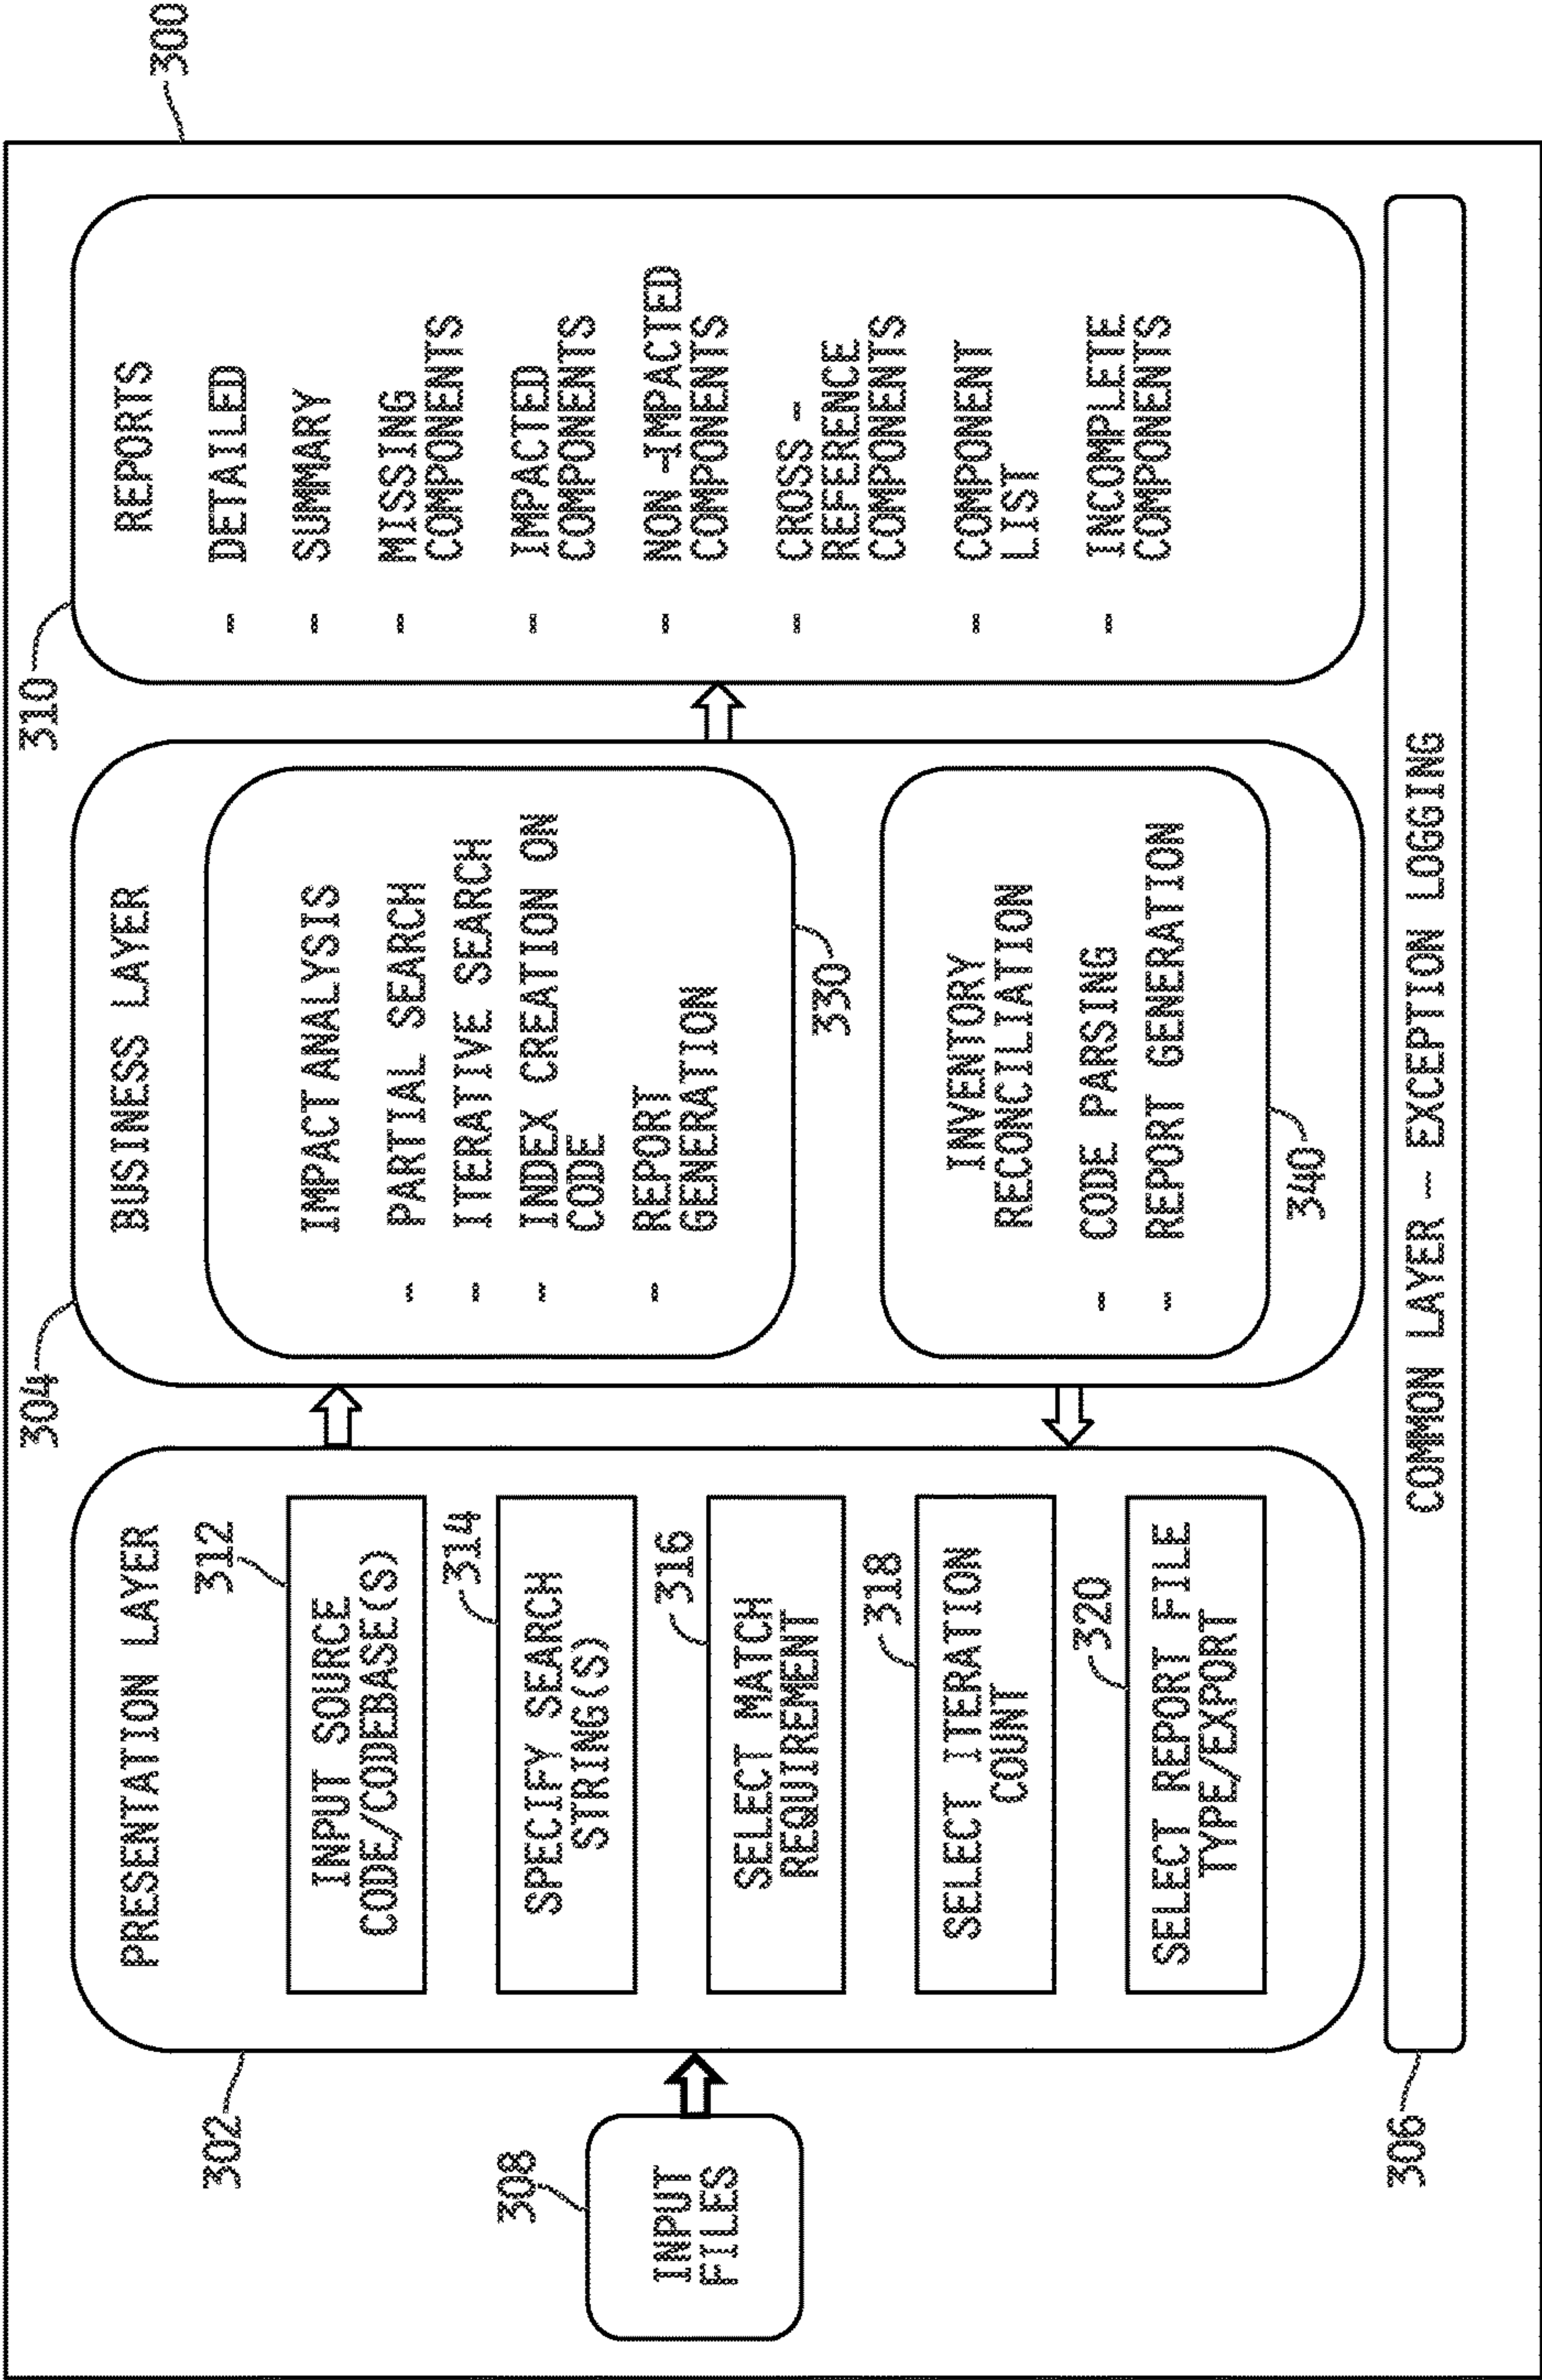 300
308
INPUT
FILES
302
PRESENTATION LAYER
312
INPUT SOURCE
CODE/CODEBASE(S)
314
SPECIFY SEARCH
STRING(S)
316
SELECT MATCH
REQUIREMENT
318
SELECT ITERATION
COUNT
320
SELECT REPORT FILE
TYPE/EXPORT
304
BUSINESS LAYER
IMPACT ANALYSIS
- PARTIAL SEARCH
- ITERATIVE SEARCH
- INDEX CREATION ON
CODE
- REPORT
GENERATION
330
INVENTORY
RECONCILIATION
- CODE PARSING
- REPORT GENERATION
340
310
REPORTS
- DETAILED
- SUMMARY
- MISSING
COMPONENTS
- IMPACTED
COMPONENTS
- NON-IMPACTED
COMPONENTS
- CROSS-
REFERENCE
COMPONENTS
- COMPONENT
LIST
- INCOMPLETE
COMPONENTS
306
COMMON LAYER - EXCEPTION LOGGING